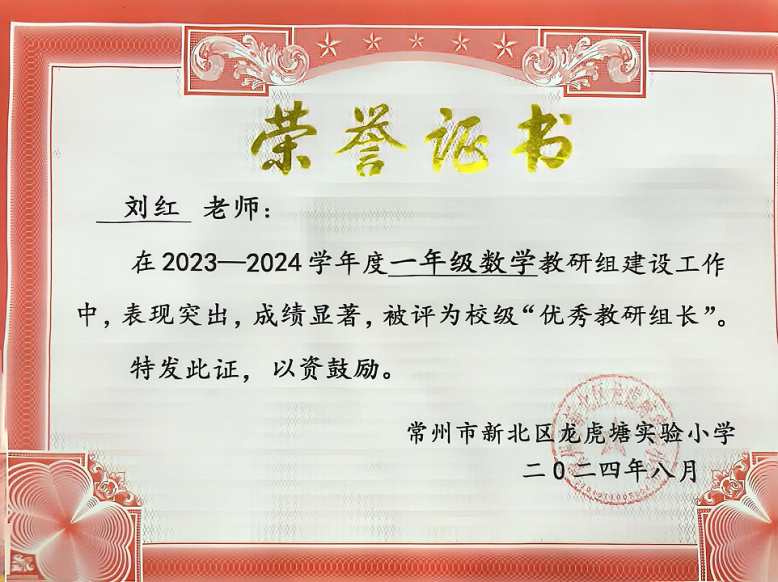 荣誉证书
刘红 老师：
在2023—2024学年度一年级数学教研组建设工作
中，表现突出，成绩显著，被评为校级“优秀教研组长”。
特发此证，以资鼓励。
常州市新北区龙虎塘实验小学
二〇二四年八月